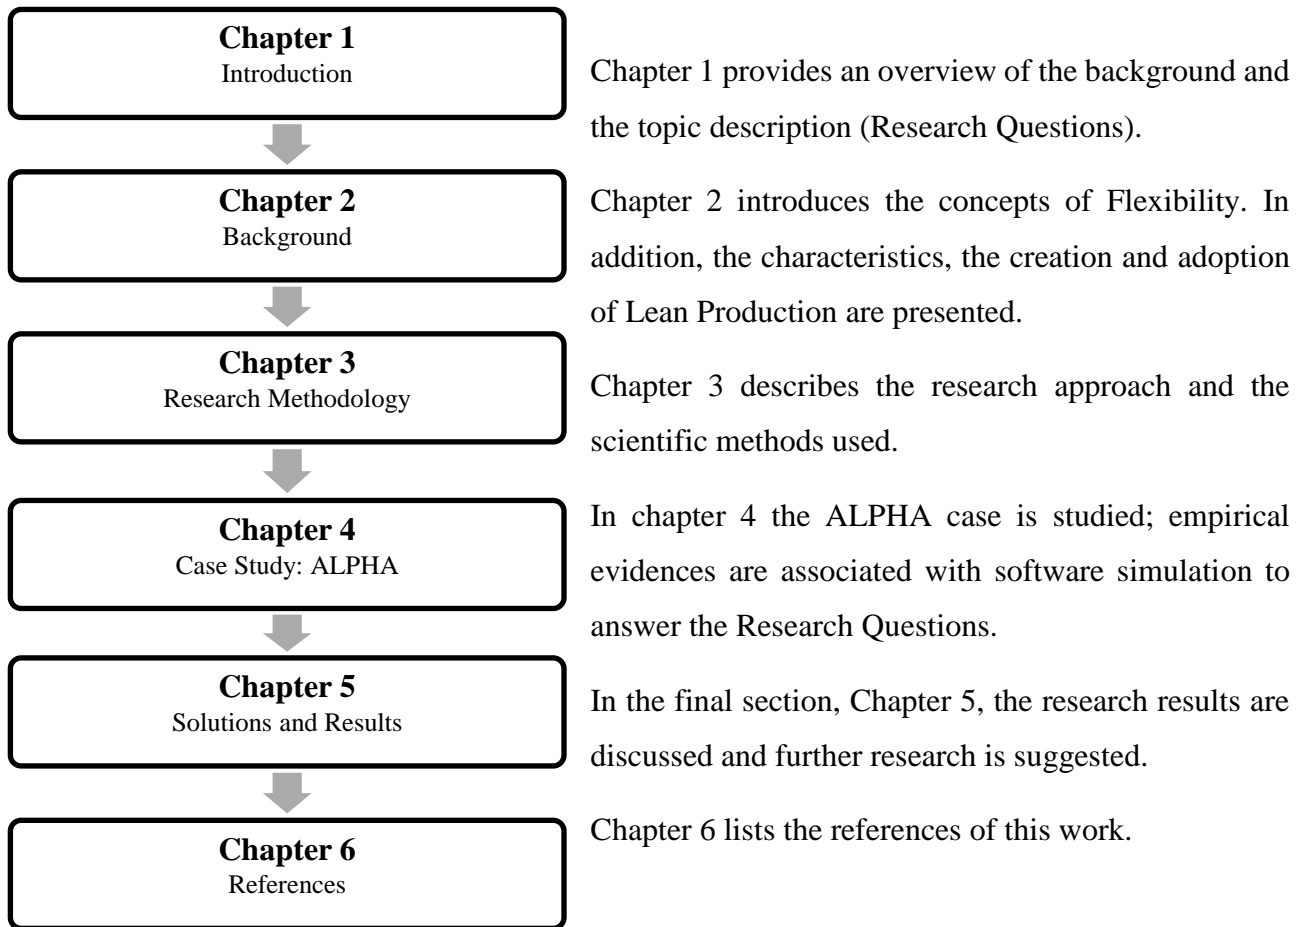 Chapter 1
Introduction
Chapter 1 provides an overview of the background and
the topic description (Research Questions).
Chapter 2
Background
Chapter 2 introduces the concepts of Flexibility. In
addition, the characteristics, the creation and adoption
of Lean Production are presented.
Chapter 3
Research Methodology
Chapter 3 describes the research approach and the
scientific methods used.
Chapter 4
Case Study: ALPHA
In chapter 4 the ALPHA case is studied; empirical
evidences are associated with software simulation to
answer the Research Questions.
Chapter 5
Solutions and Results
In the final section, Chapter 5, the research results are
discussed and further research is suggested.
Chapter 6
References
Chapter 6 lists the references of this work.